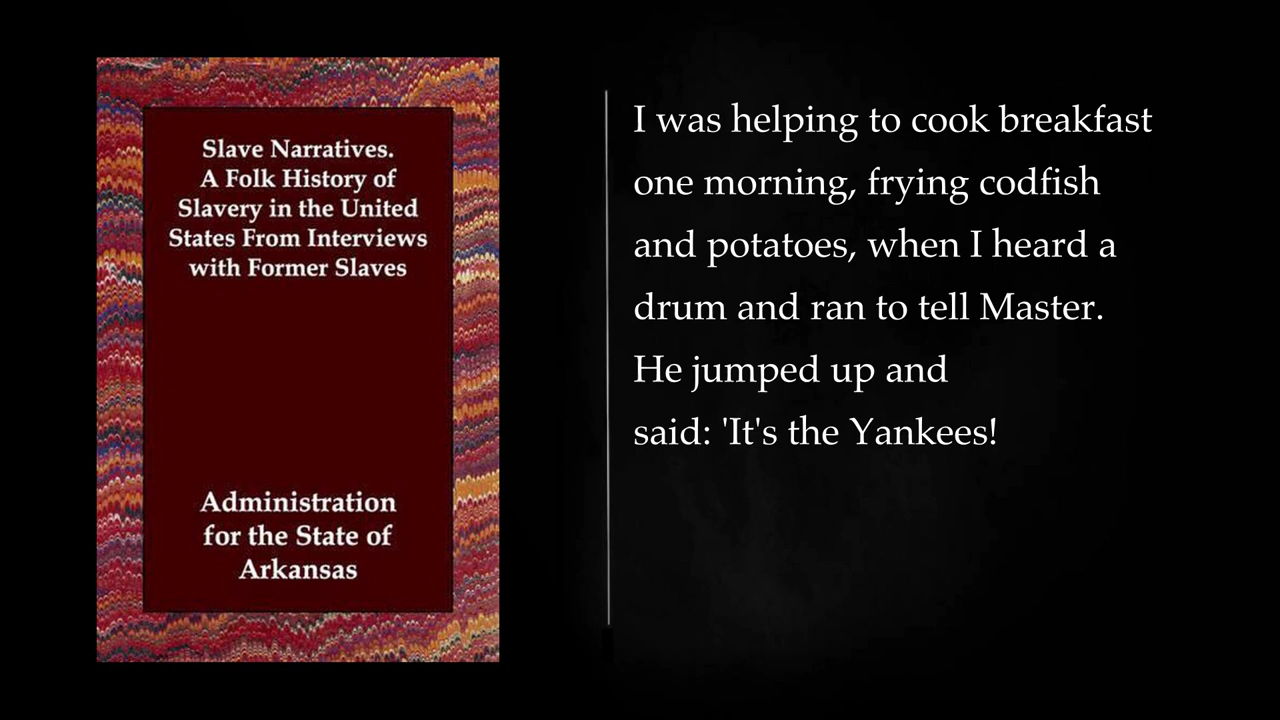 Slave Narratives.
A Folk History of
Slavery in the United
States From Interviews
with Former Slaves
Administration
for the State of
Arkansas
I was helping to cook breakfast
one morning, frying codfish
and potatoes, when I heard a
drum and ran to tell Master.
He jumped up and
said: 'It's the Yankees!